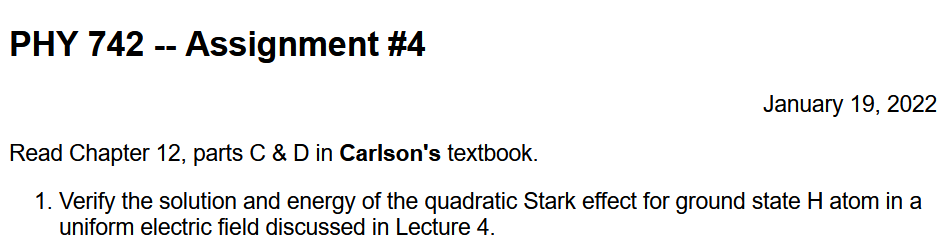 PHY 742 -- Assignment #4
January 19, 2022
Read Chapter 12, parts C & D in Carlson's textbook.
1. Verify the solution and energy of the quadratic Stark effect for ground state H atom in a
uniform electric field discussed in Lecture 4.